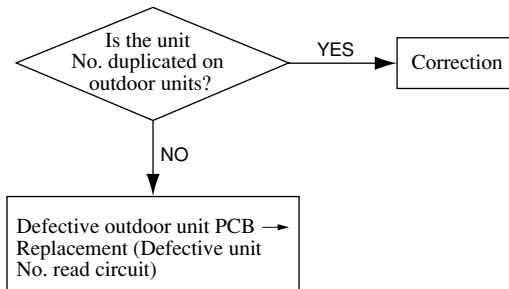 Is the unit
No. duplicated on
outdoor units?
YES
Correction
NO
Defective outdoor unit PCB →
Replacement (Defective unit
No. read circuit)